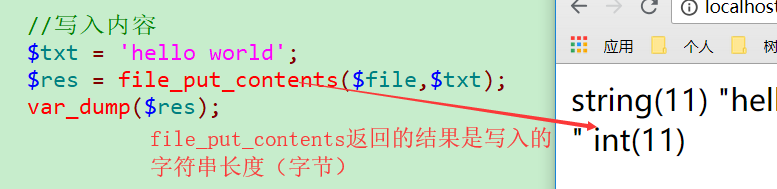 //写入内容
$txt = 'hello world';
$res = file_put_contents($file,$txt);
var_dump($res);
file_put_contents返回的结果是写入的
字符串长度（字节）
localhost
应用 个人 树
string(11) "hell
" int(11)